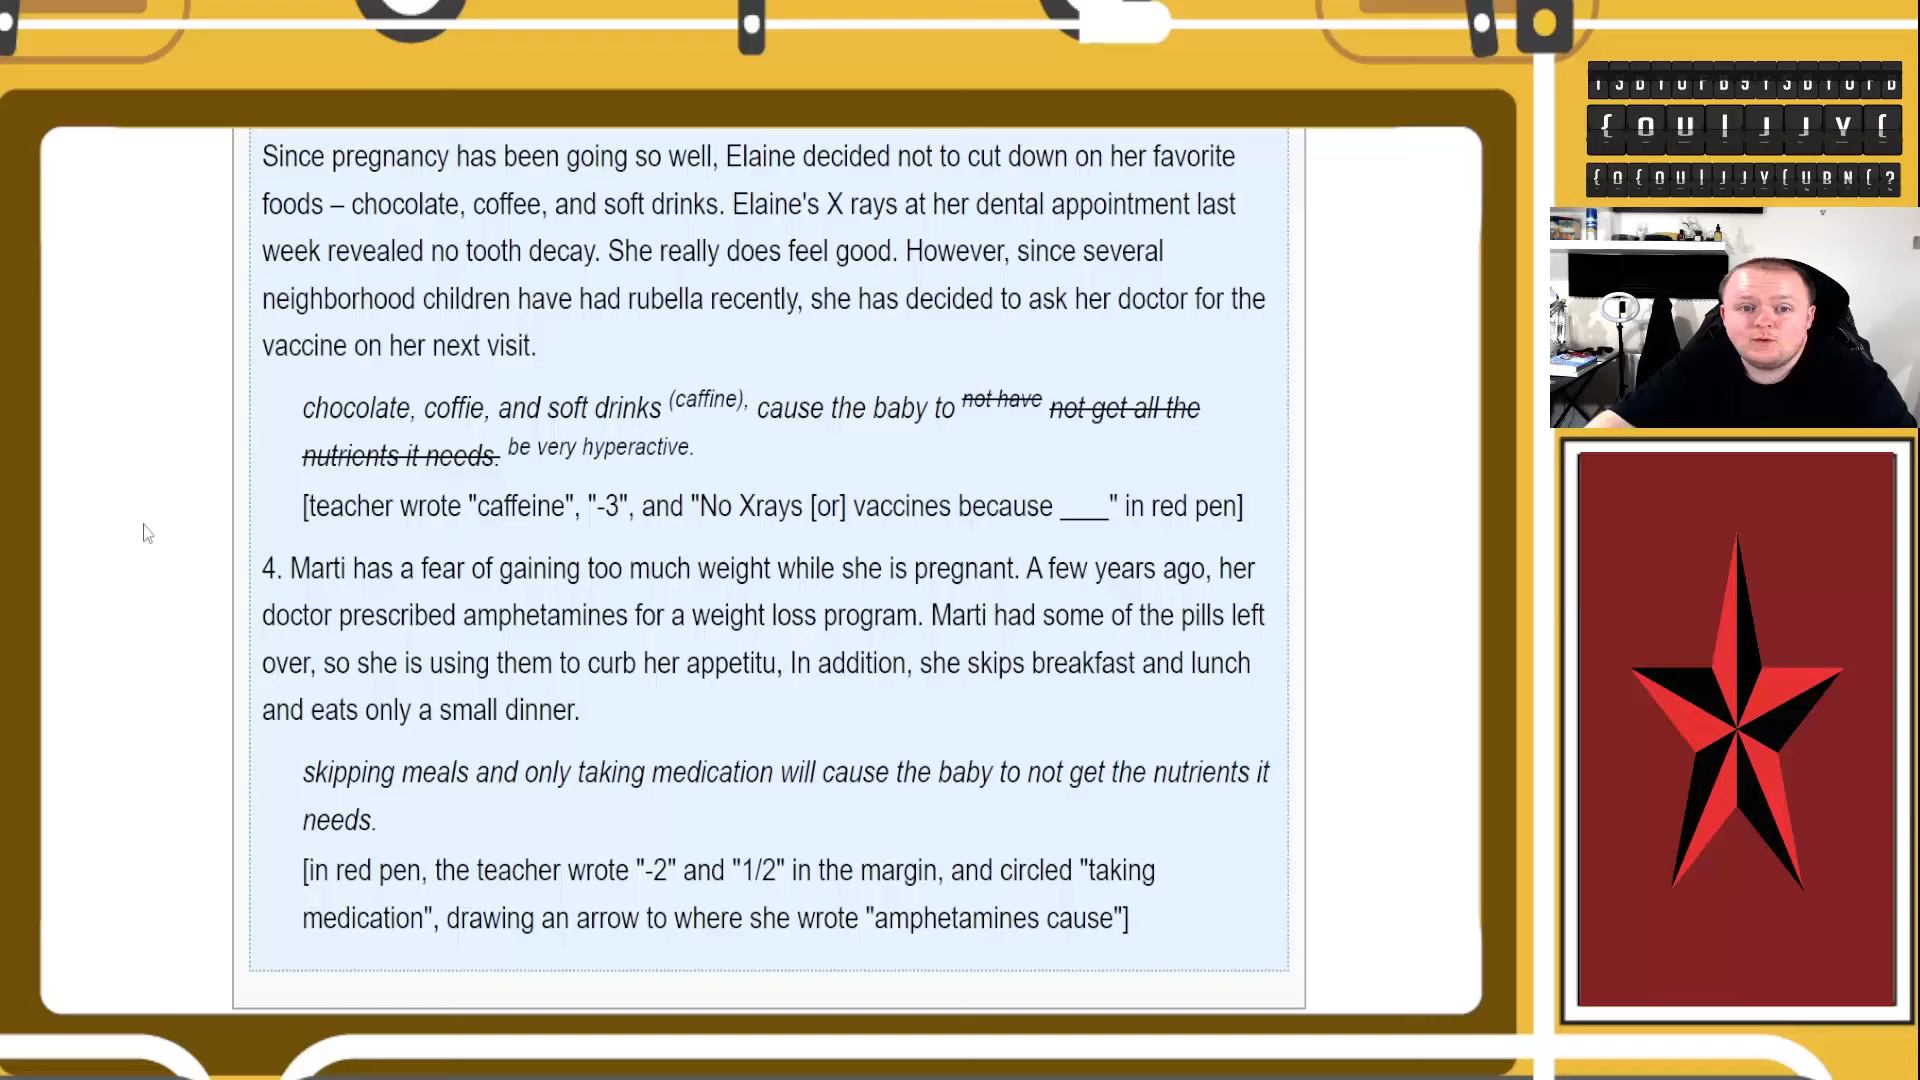 Since pregnancy has been going so well, Elaine decided not to cut down on her favorite
foods – chocolate, coffee, and soft drinks. Elaine's X rays at her dental appointment last
week revealed no tooth decay. She really does feel good. However, since several
neighborhood children have had rubella recently, she has decided to ask her doctor for the
vaccine on her next visit.
chocolate, coffie, and soft drinks (caffine), cause the baby to not have not get all the
nutrients it needs. be very hyperactive.
[teacher wrote "caffeine", "-3", and "No Xrays [or] vaccines because ____" in red pen]
4. Marti has a fear of gaining too much weight while she is pregnant. A few years ago, her
doctor prescribed amphetamines for a weight loss program. Marti had some of the pills left
over, so she is using them to curb her appetitu, In addition, she skips breakfast and lunch
and eats only a small dinner.
skipping meals and only taking medication will cause the baby to not get the nutrients it
needs.
[in red pen, the teacher wrote "-2" and "1/2" in the margin, and circled "taking
medication", drawing an arrow to where she wrote "amphetamines cause"]